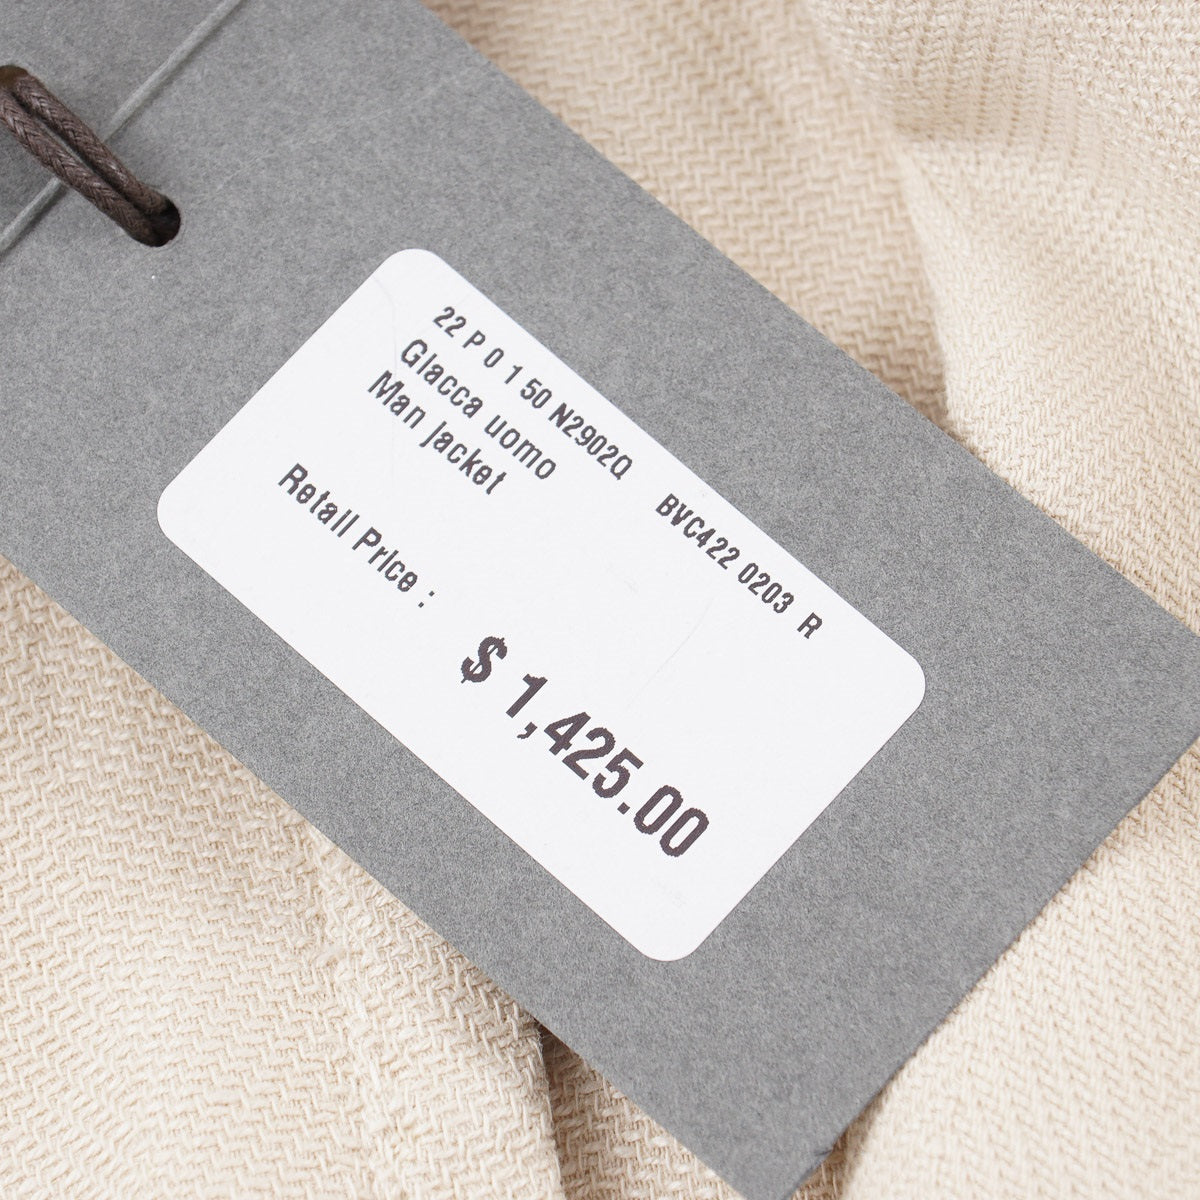 22 P 0 1 50 N2902Q BVC422 0203 R
Giacca uomo
Man jacket
Retail Price :
$ 1,425.00